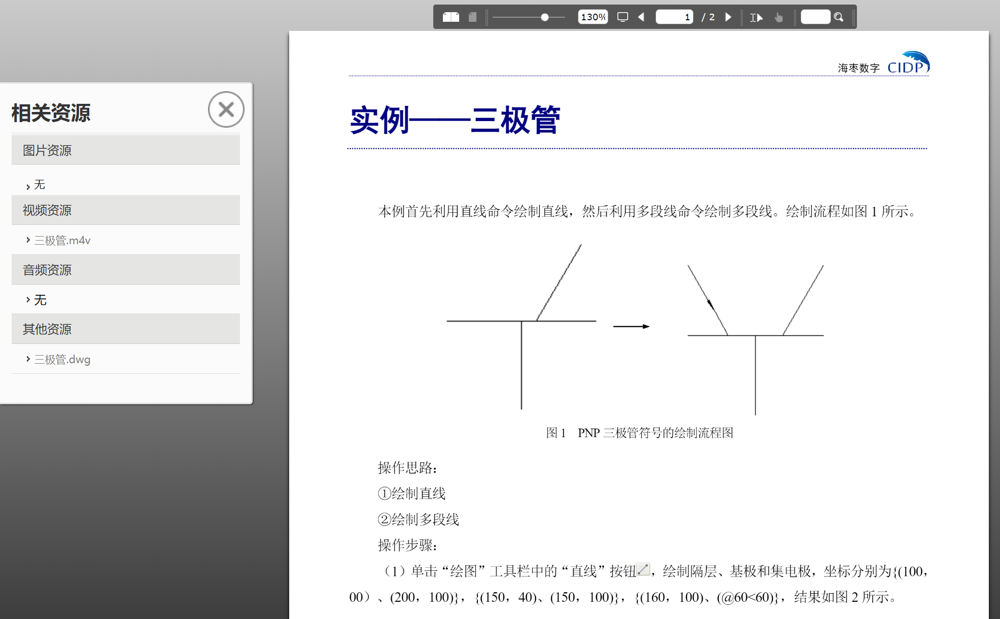 130%
1
/ 2
相关资源
图片资源
无
视频资源
三极管.m4v
音频资源
无
其他资源
三极管.dwg
海枣数字 CIDP
实例——三极管
本例首先利用直线命令绘制直线，然后利用多段线命令绘制多段线。绘制流程如图 1 所示。
图 1 PNP 三极管符号的绘制流程图
操作思路：
①绘制直线
②绘制多段线
操作步骤：
（1）单击“绘图”工具栏中的“直线”按钮，绘制隔层、基极和集电极，坐标分别为{(100，
00）、(200，100)}，{(150，40)、(150，100)}，{(160，100)、(@60<60)}，结果如图 2 所示。